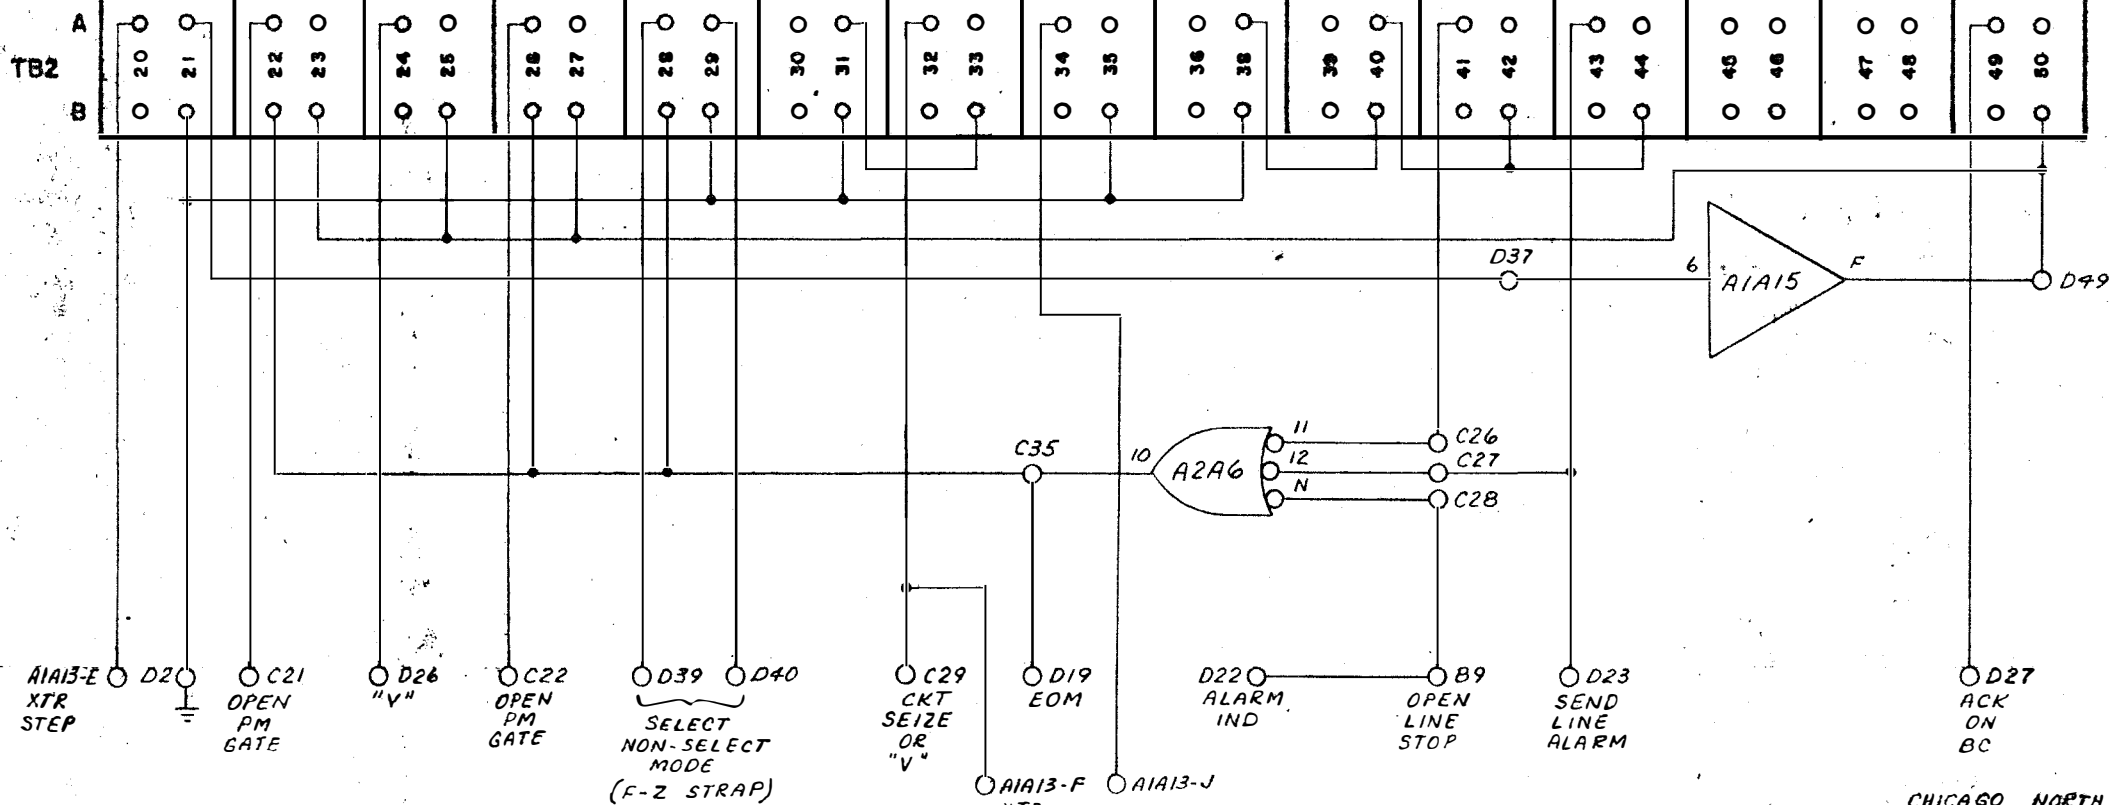 A
TB2
B
20 21 22 23 24 25 26 27 28 29 30 31 32 33 34 35 36 38 39 40 41 42 43 44 45 46 47 48 49 50
D37
6
A1A15
F
D49
C35
10
A2A6
11
12
N
C26
C27
C28
A1A13-E
XTR
STEP
D2
C21
OPEN
PM
GATE
D26
"V"
C22
OPEN
PM
GATE
D39
D40
SELECT
NON-SELECT
MODE
(F-Z STRAP)
C29
CKT
SEIZE
OR
"V"
D19
EOM
A1A13-F
A1A13-J
D22
ALARM
IND
B9
OPEN
LINE
STOP
D23
SEND
LINE
ALARM
D27
ACK
ON
BC
CHICAGO NORTH